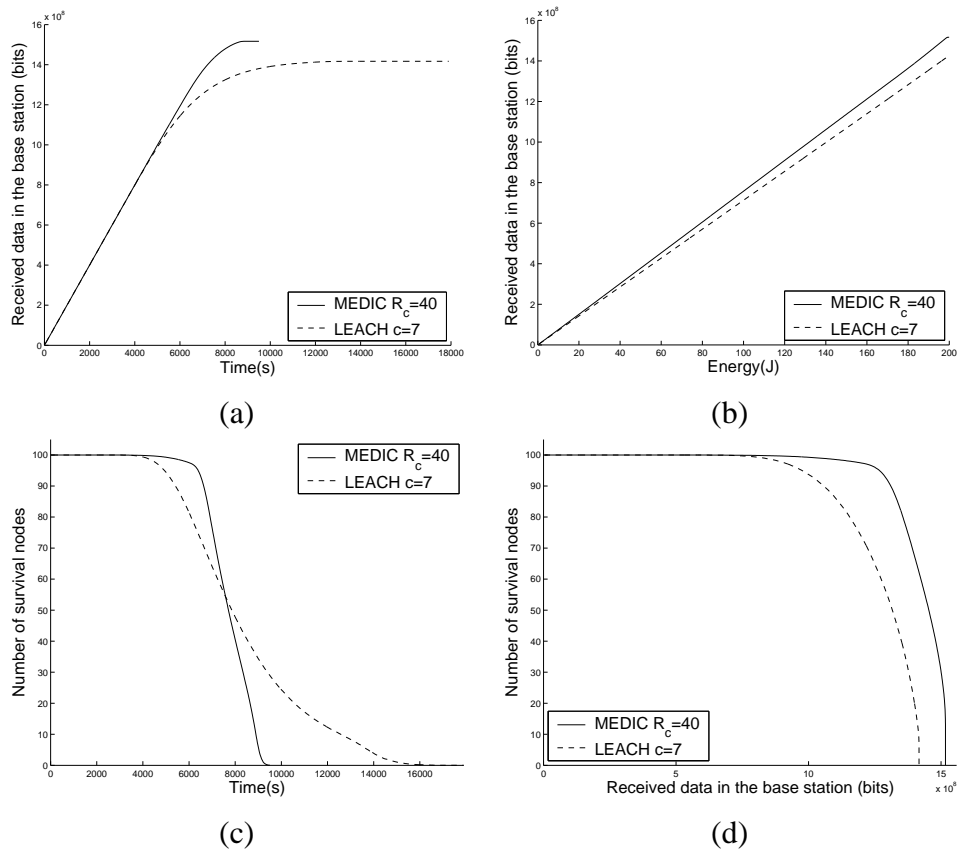 x 10⁸
16
14
12
10
8
6
4
2
0
Received data in the base station (bits)
0 2000 4000 6000 8000 10000 12000 14000 16000 18000
Time(s)
MEDIC R_c=40
LEACH c=7
(a)
x 10⁸
16
14
12
10
8
6
4
2
0
Received data in the base station (bits)
0 20 40 60 80 100 120 140 160 180 200
Energy(J)
MEDIC R_c=40
LEACH c=7
(b)
100
90
80
70
60
50
40
30
20
10
0
Number of survival nodes
0 2000 4000 6000 8000 10000 12000 14000 16000
Time(s)
MEDIC R_c=40
LEACH c=7
(c)
100
90
80
70
60
50
40
30
20
10
0
Number of survival nodes
MEDIC R_c=40
LEACH c=7
0 5 10 15
Received data in the base station (bits)
x 10⁸
(d)